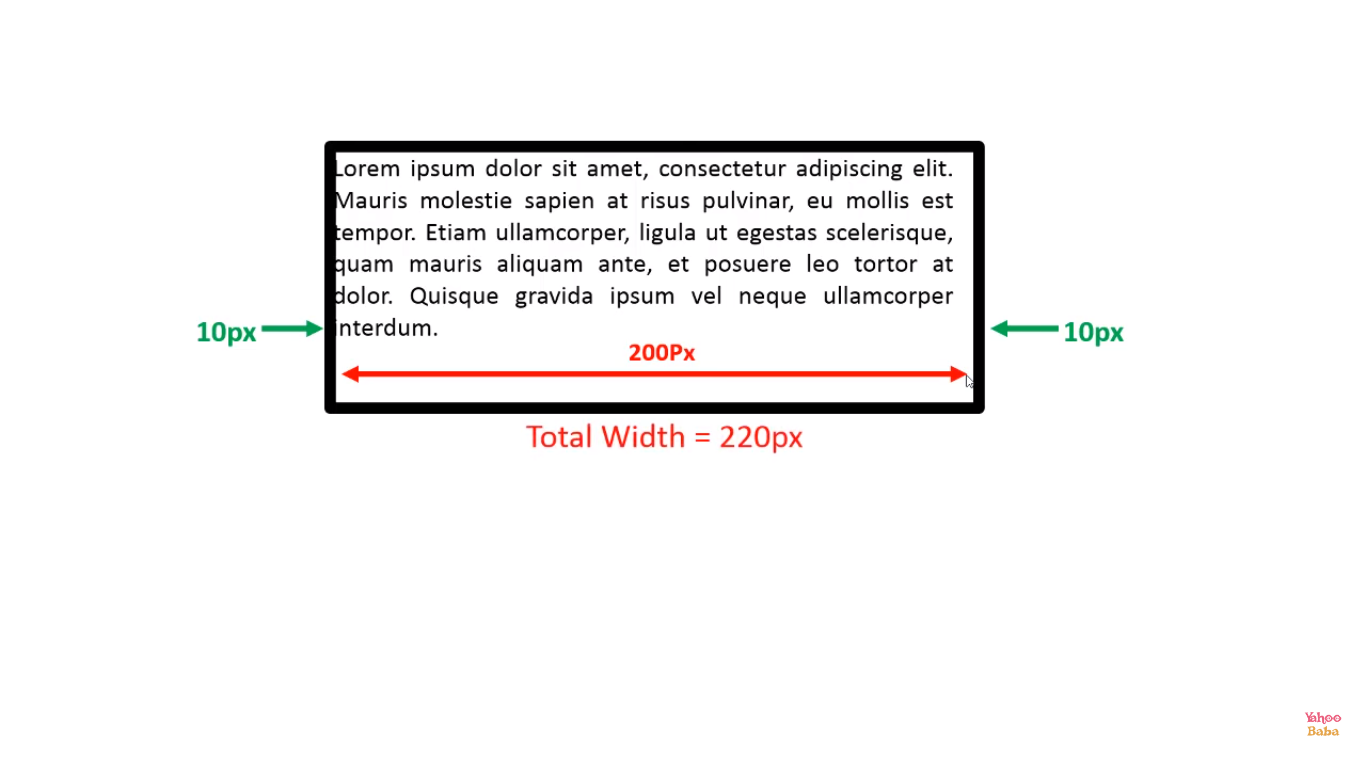 Lorem ipsum dolor sit amet, consectetur adipiscing elit.
Mauris molestie sapien at risus pulvinar, eu mollis est
tempor. Etiam ullamcorper, ligula ut egestas scelerisque,
quam mauris aliquam ante, et posuere leo tortor at
dolor. Quisque gravida ipsum vel neque ullamcorper
interdum.
10px
10px
200Px
Total Width = 220px
Yahoo
Baba